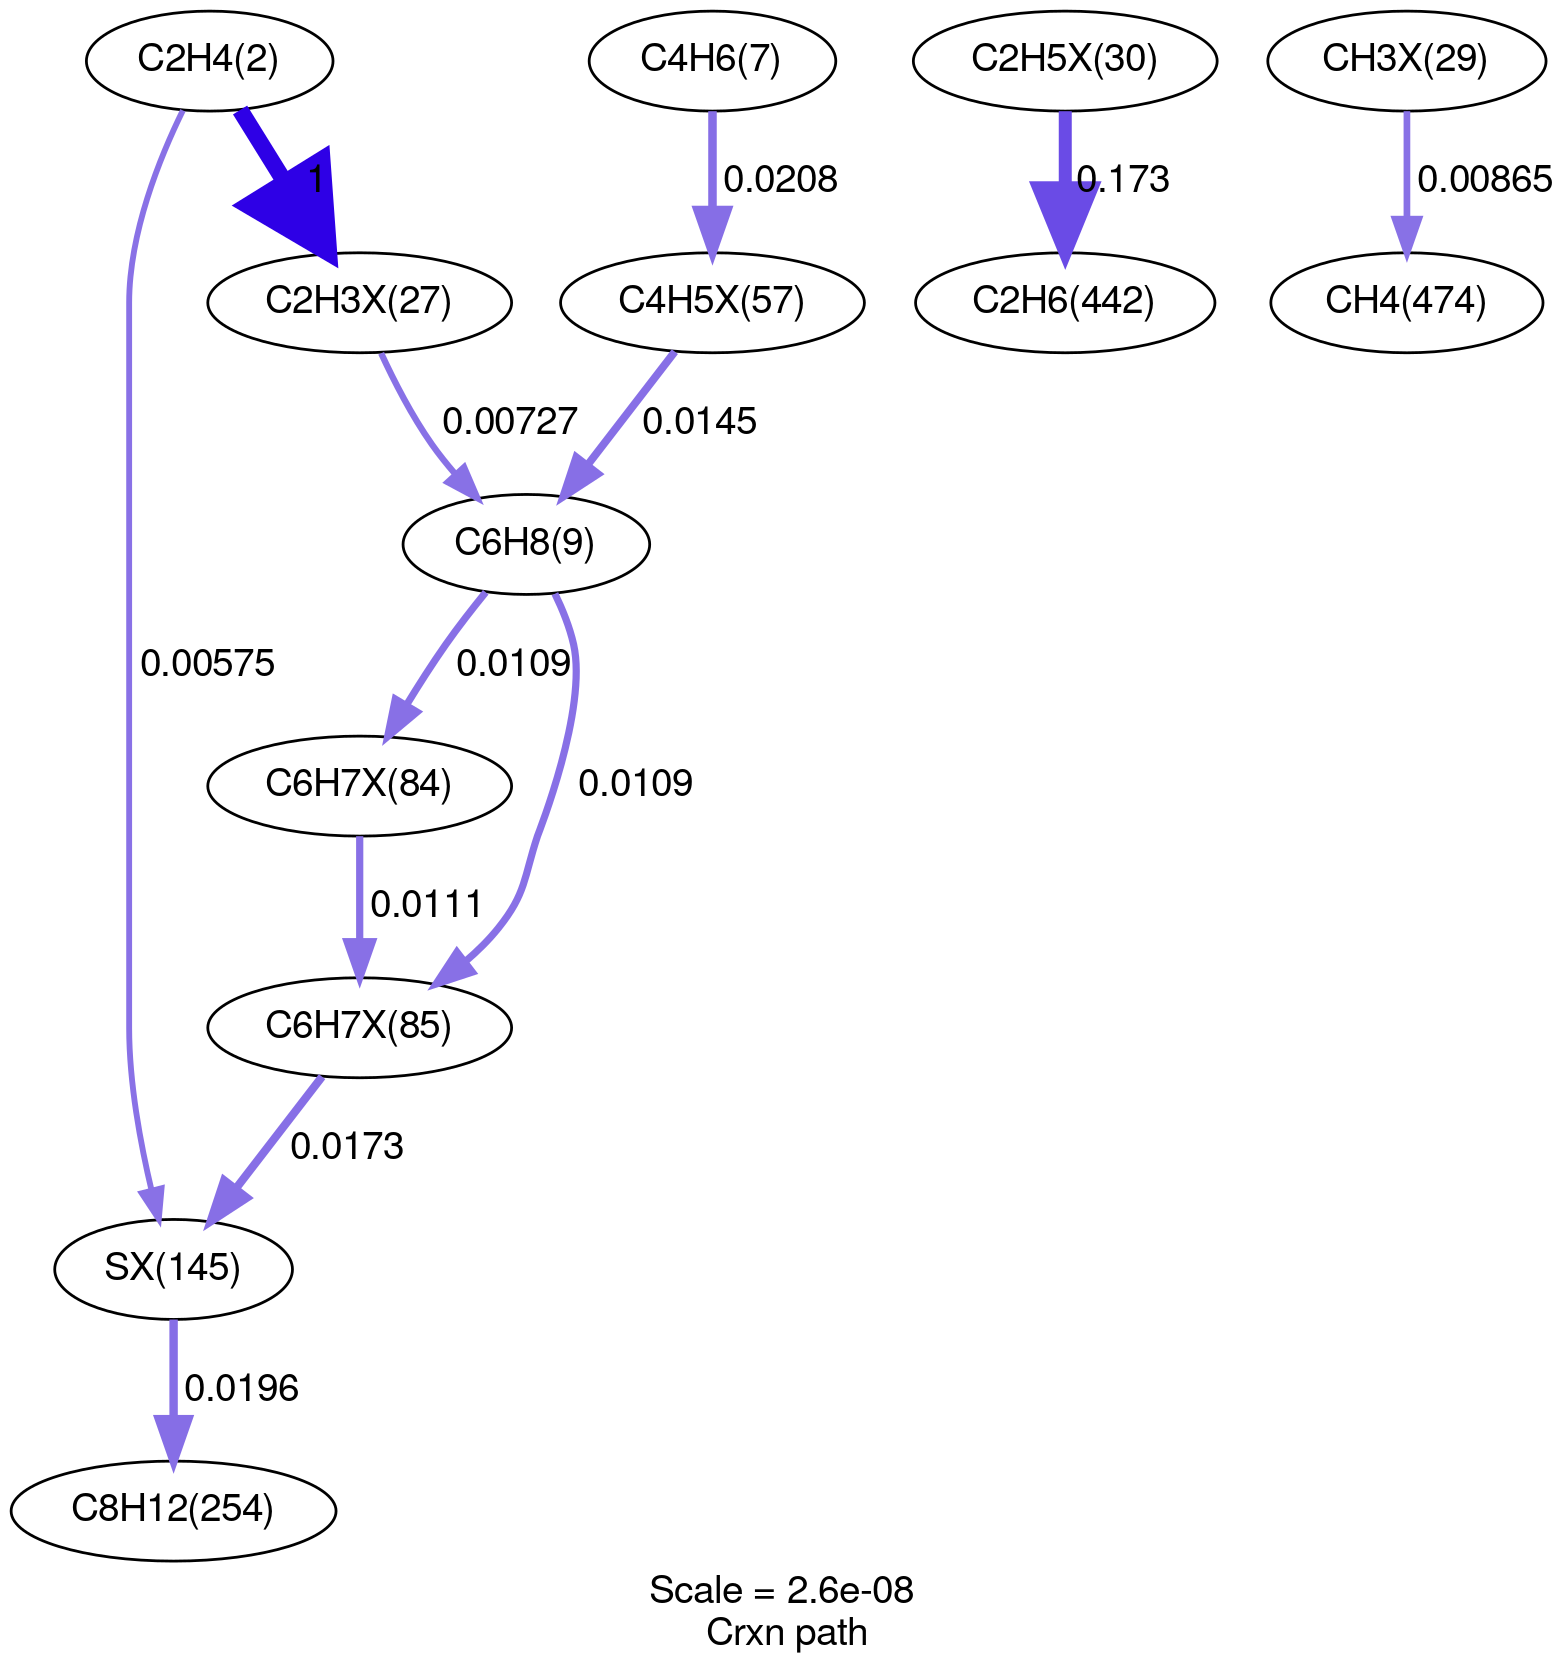 C2H4(2)
C4H6(7)
C2H5X(30)
CH3X(29)
1
0.0208
0.173
0.00865
C2H3X(27)
C4H5X(57)
C2H6(442)
CH4(474)
0.00727
0.0145
C6H8(9)
0.00575
0.0109
C6H7X(84)
0.0109
0.0111
C6H7X(85)
0.0173
SX(145)
0.0196
C8H12(254)
Scale = 2.6e-08
Crxn path